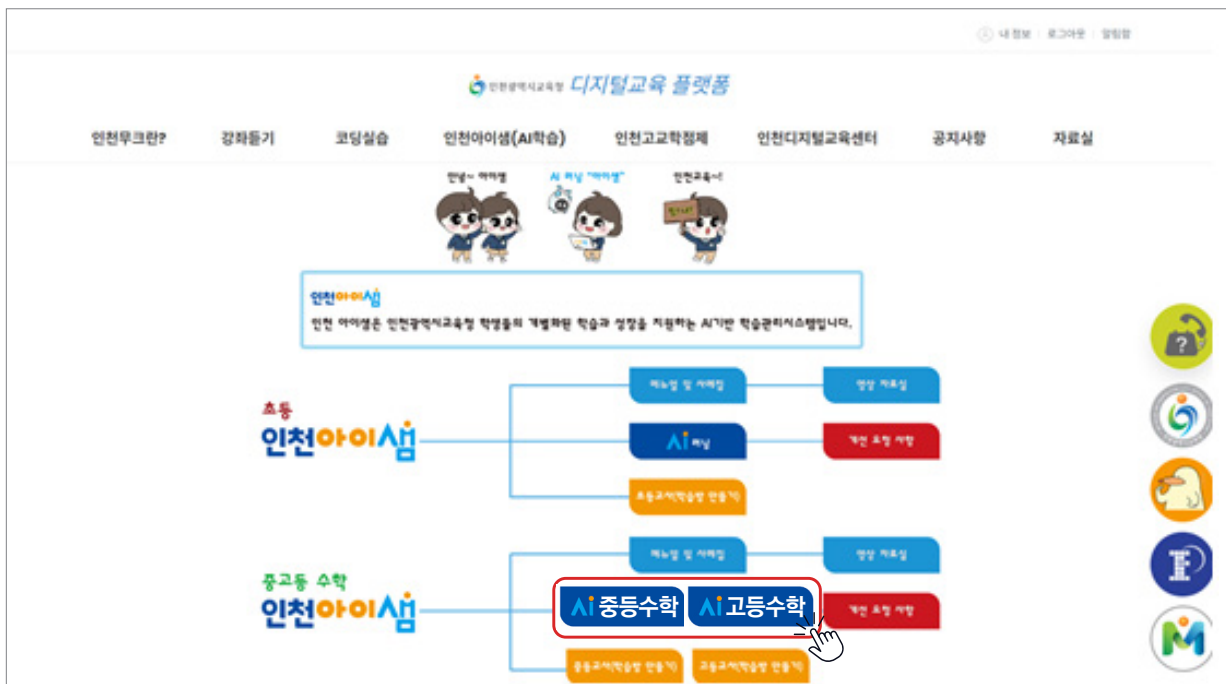 내 정보 로그아웃 알림함
인천광역시교육청 디지털교육 플랫폼
인천무크란? 강좌듣기 코딩실습 인천아이샘(AI학습) 인천고교학점제 인천디지털교육센터 공지사항 자료실
안녕~ 아이샘 AI 러닝 "아이샘" 인천교육~!
인천아이샘
인천 아이샘은 인천광역시교육청 학생들의 개별화된 학습과 성장을 지원하는 AI기반 학습관리시스템입니다.
매뉴얼 및 사례집 영상 자료실
초등
인천아이샘
Ai 러닝 개선 요청 사항
초등교사(학습방 만들기)
매뉴얼 및 사례집 영상 자료실
중고등 수학
인천아이샘
Ai 중등수학 Ai 고등수학 개선 요청 사항
중등교사(학습방 만들기) 고등교사(학습방 만들기)